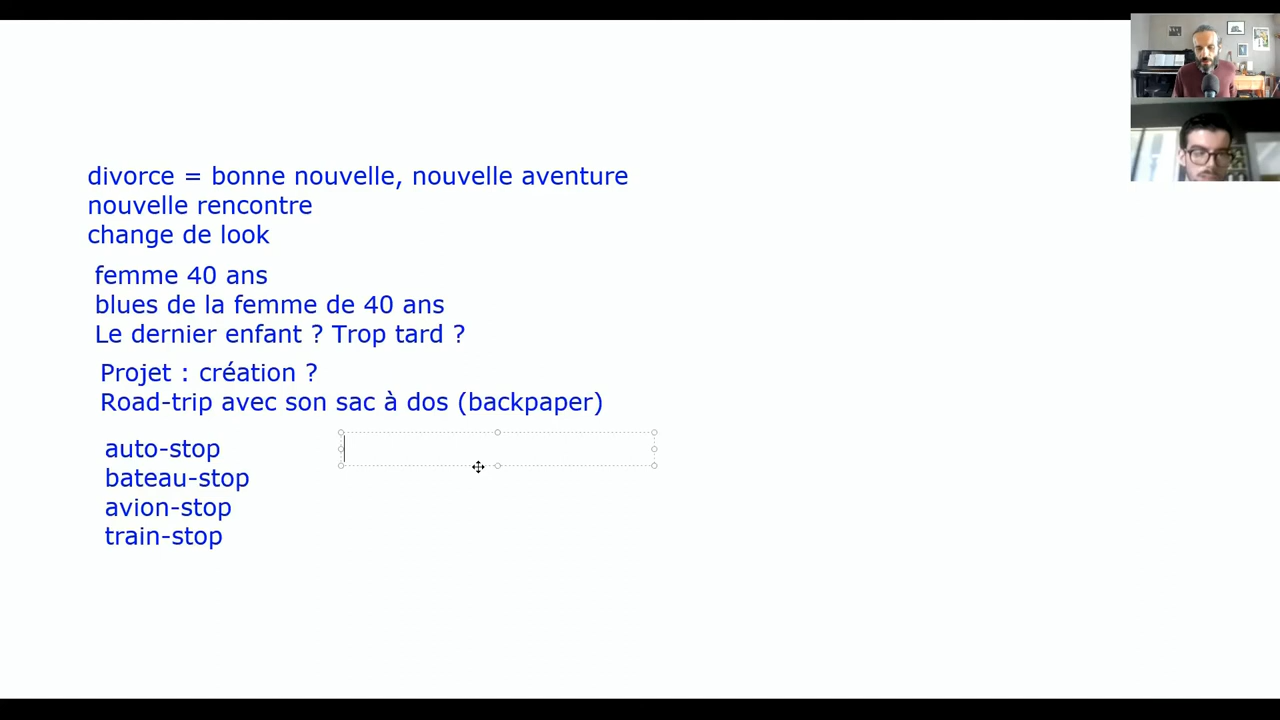 divorce = bonne nouvelle, nouvelle aventure
nouvelle rencontre
change de look
femme 40 ans
blues de la femme de 40 ans
Le dernier enfant ? Trop tard ?
Projet : création ?
Road-trip avec son sac à dos (backpaper)
auto-stop
bateau-stop
avion-stop
train-stop